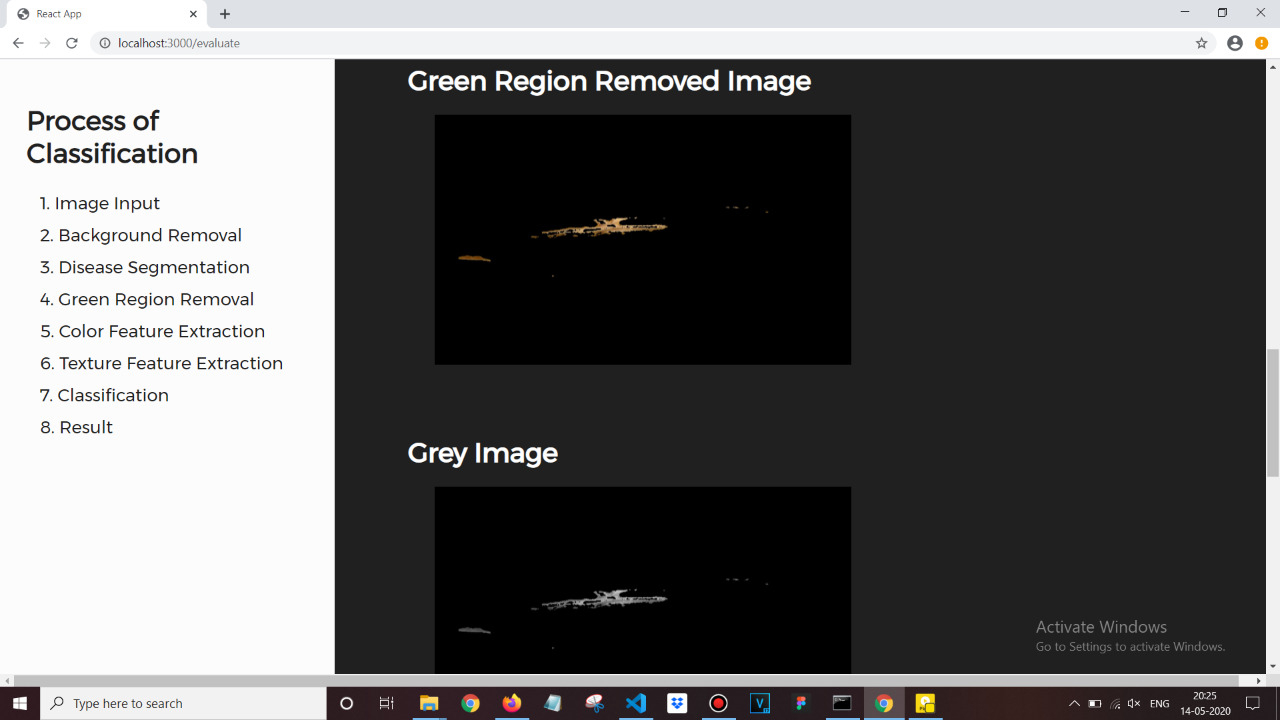 React App
localhost:3000/evaluate
Process of
Classification
1. Image Input
2. Background Removal
3. Disease Segmentation
4. Green Region Removal
5. Color Feature Extraction
6. Texture Feature Extraction
7. Classification
8. Result
Green Region Removed Image
Grey Image
Activate Windows
Go to Settings to activate Windows.
Type here to search
ENG
20:25
14-05-2020